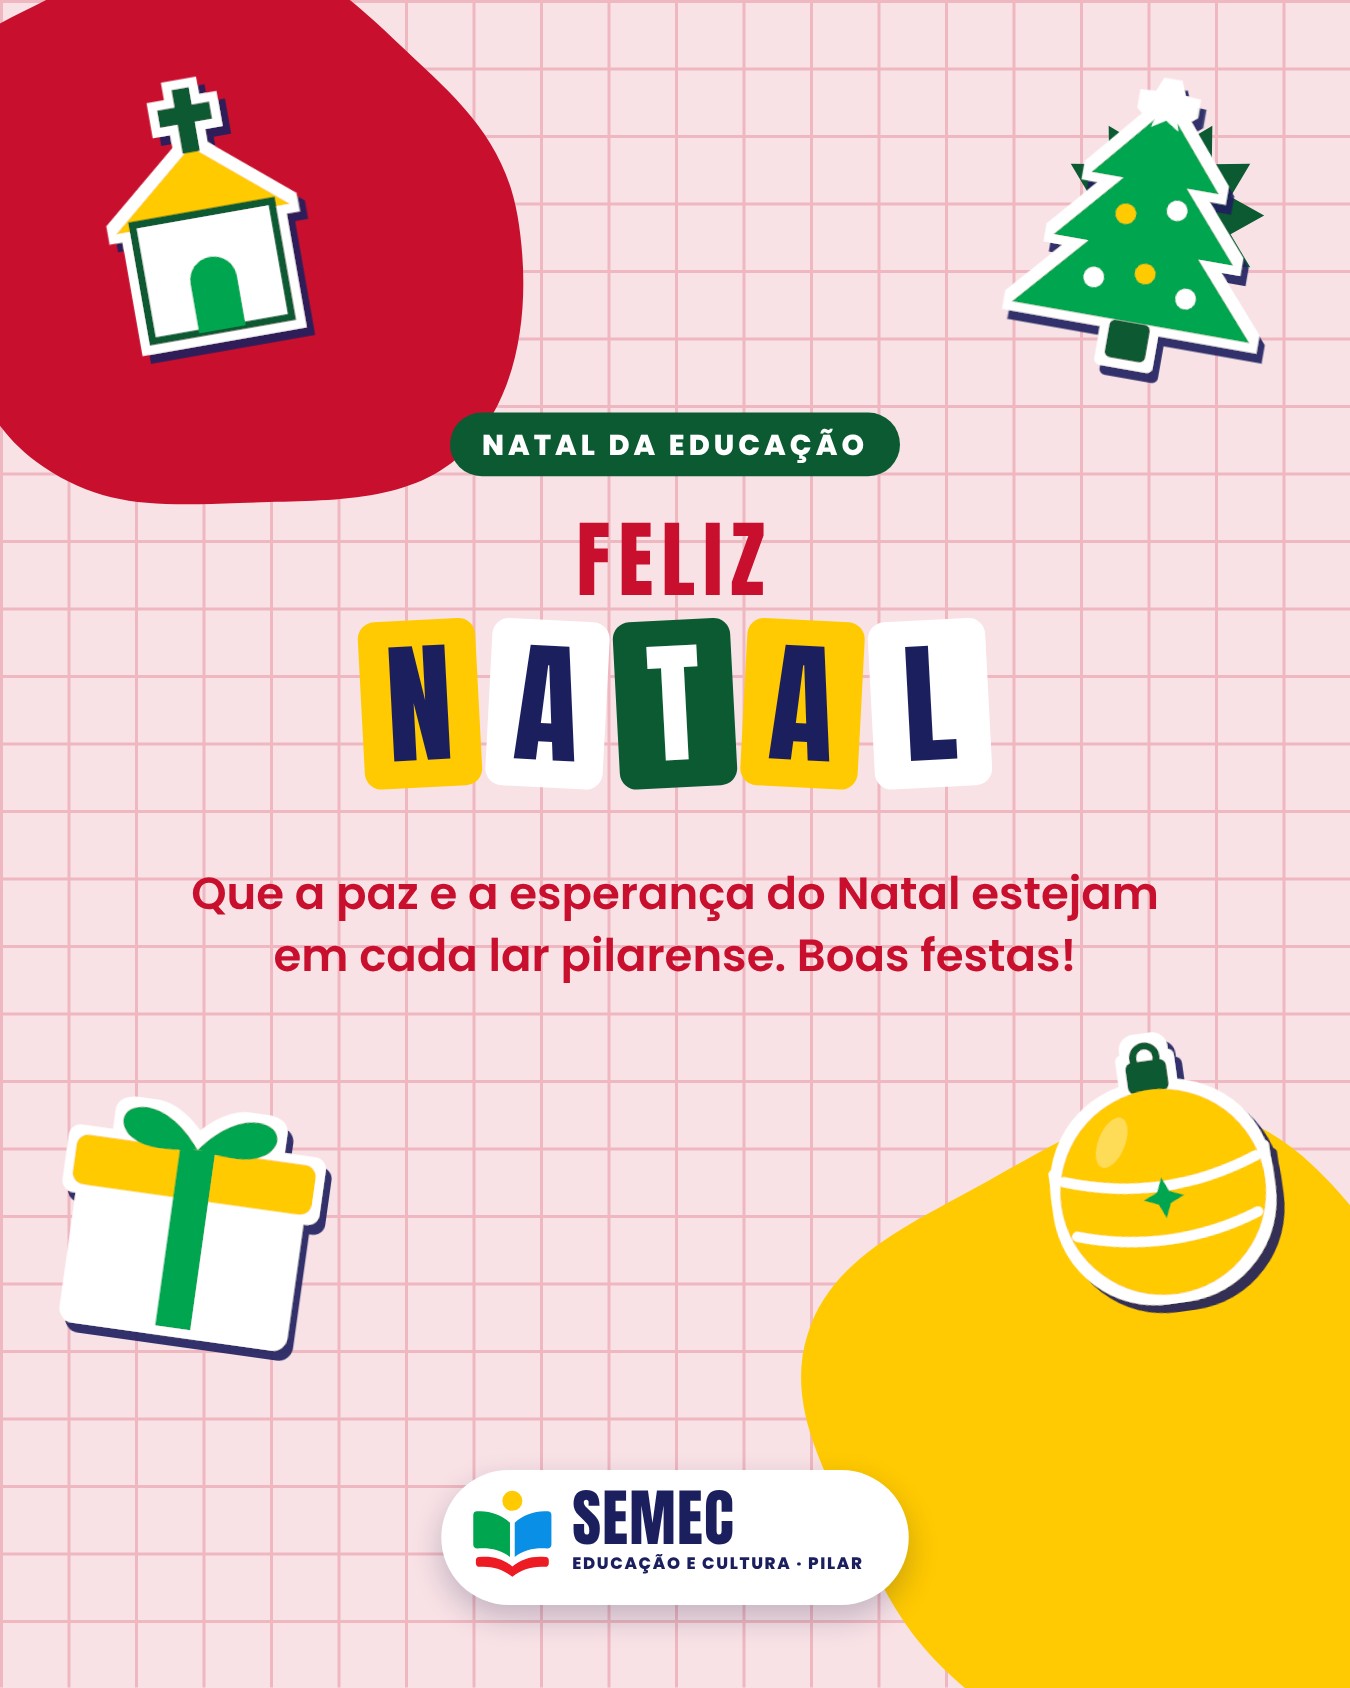 NATAL DA EDUCAÇÃO
FELIZ
NATAL
Que a paz e a esperança do Natal estejam
em cada lar pilarense. Boas festas!
SEMEC
EDUCAÇÃO E CULTURA · PILAR